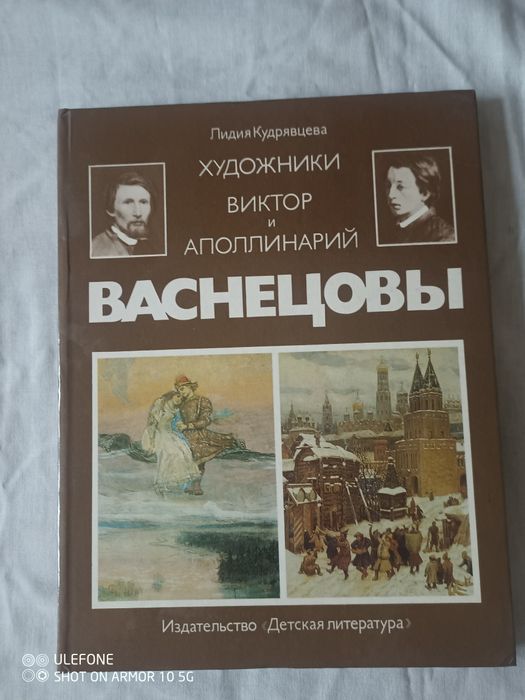 Лидия Кудрявцева
ХУДОЖНИКИ
ВИКТОР
и
АПОЛЛИНАРИЙ
ВАСНЕЦОВЫ
Издательство «Детская литература»
ULEFONE
SHOT ON ARMOR 10 5G